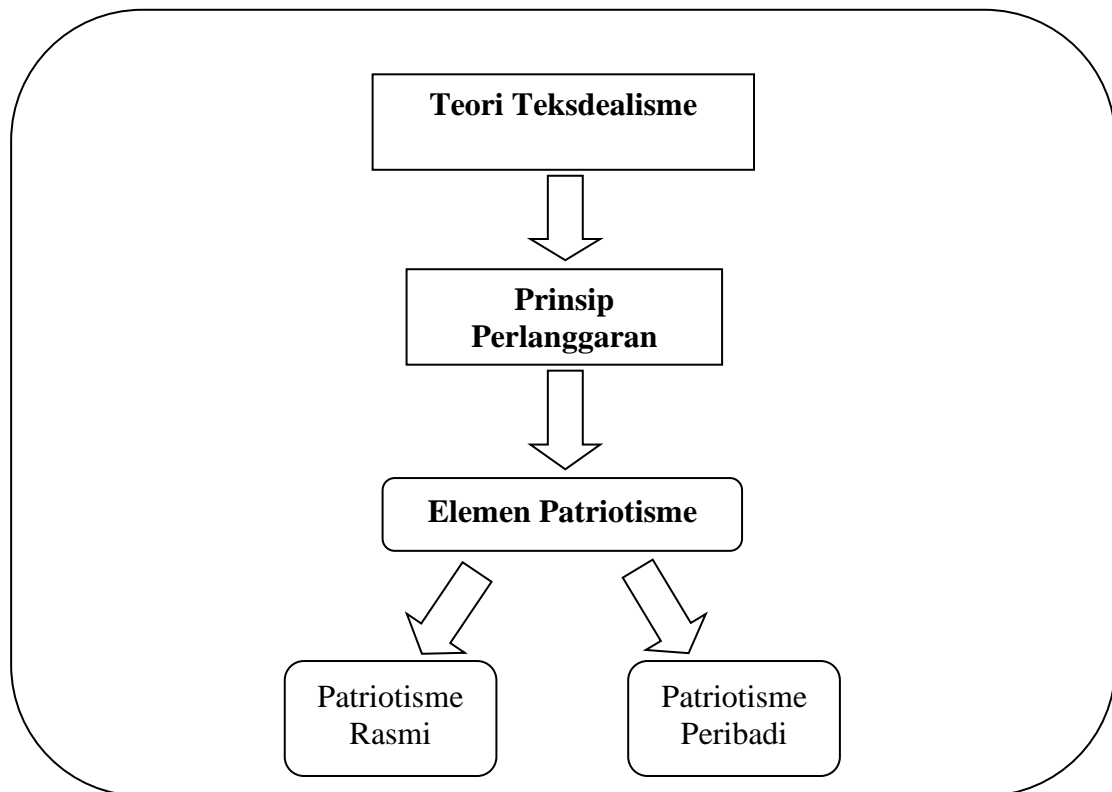 Teori Teksdealisme
Prinsip
Perlanggaran
Elemen Patriotisme
Patriotisme
Rasmi
Patriotisme
Peribadi